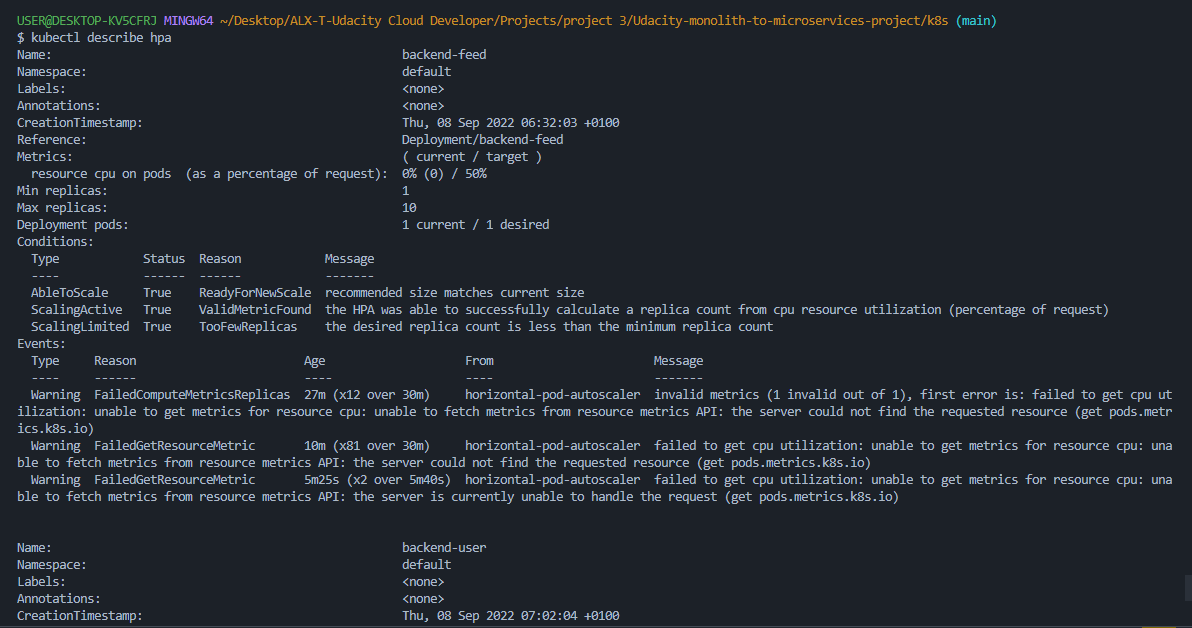 USER@DESKTOP-KV5CFRJ MINGW64 ~/Desktop/ALX-T-Udacity Cloud Developer/Projects/project 3/Udacity-monolith-to-microservices-project/k8s (main)
$ kubectl describe hpa
Name: backend-feed
Namespace: default
Labels: <none>
Annotations: <none>
CreationTimestamp: Thu, 08 Sep 2022 06:32:03 +0100
Reference: Deployment/backend-feed
Metrics: ( current / target )
resource cpu on pods (as a percentage of request): 0% (0) / 50%
Min replicas: 1
Max replicas: 10
Deployment pods: 1 current / 1 desired
Conditions:
Type Status Reason Message
---- ------ ------ -------
AbleToScale True ReadyForNewScale recommended size matches current size
ScalingActive True ValidMetricFound the HPA was able to successfully calculate a replica count from cpu resource utilization (percentage of request)
ScalingLimited True TooFewReplicas the desired replica count is less than the minimum replica count
Events:
Type Reason Age From Message
---- ------ ---- ---- -------
Warning FailedComputeMetricsReplicas 27m (x12 over 30m) horizontal-pod-autoscaler invalid metrics (1 invalid out of 1), first error is: failed to get cpu ut
ilization: unable to get metrics for resource cpu: unable to fetch metrics from resource metrics API: the server could not find the requested resource (get pods.metr
ics.k8s.io)
Warning FailedGetResourceMetric 10m (x81 over 30m) horizontal-pod-autoscaler failed to get cpu utilization: unable to get metrics for resource cpu: una
ble to fetch metrics from resource metrics API: the server could not find the requested resource (get pods.metrics.k8s.io)
Warning FailedGetResourceMetric 5m25s (x2 over 5m40s) horizontal-pod-autoscaler failed to get cpu utilization: unable to get metrics for resource cpu: una
ble to fetch metrics from resource metrics API: the server is currently unable to handle the request (get pods.metrics.k8s.io)
Name: backend-user
Namespace: default
Labels: <none>
Annotations: <none>
CreationTimestamp: Thu, 08 Sep 2022 07:02:04 +0100